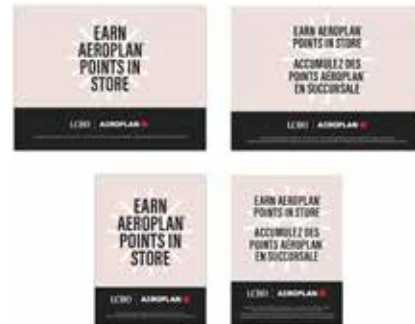 EARN
AEROPLAN
POINTS IN
STORE
LCBO | AEROPLAN
EARN AEROPLAN
POINTS IN STORE
ACCUMULEZ DES
POINTS AÉROPLAN
EN SUCCURSALE
LCBO | AEROPLAN
EARN
AEROPLAN
POINTS IN
STORE
LCBO | AEROPLAN
EARN AEROPLAN
POINTS IN STORE
ACCUMULEZ DES
POINTS AÉROPLAN
EN SUCCURSALE
LCBO | AEROPLAN